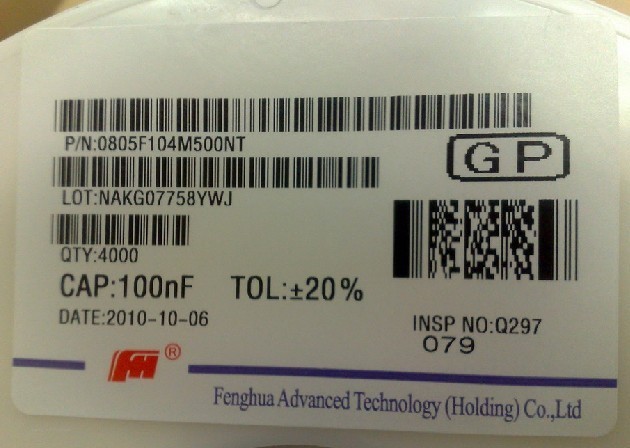 P/N:0805F104M500NT
GP
LOT:NAKG07758YWJ
QTY:4000
CAP:100nF TOL:±20%
DATE:2010-10-06
INSP NO:Q297
079
FH ®
Fenghua Advanced Technology (Holding) Co.,Ltd